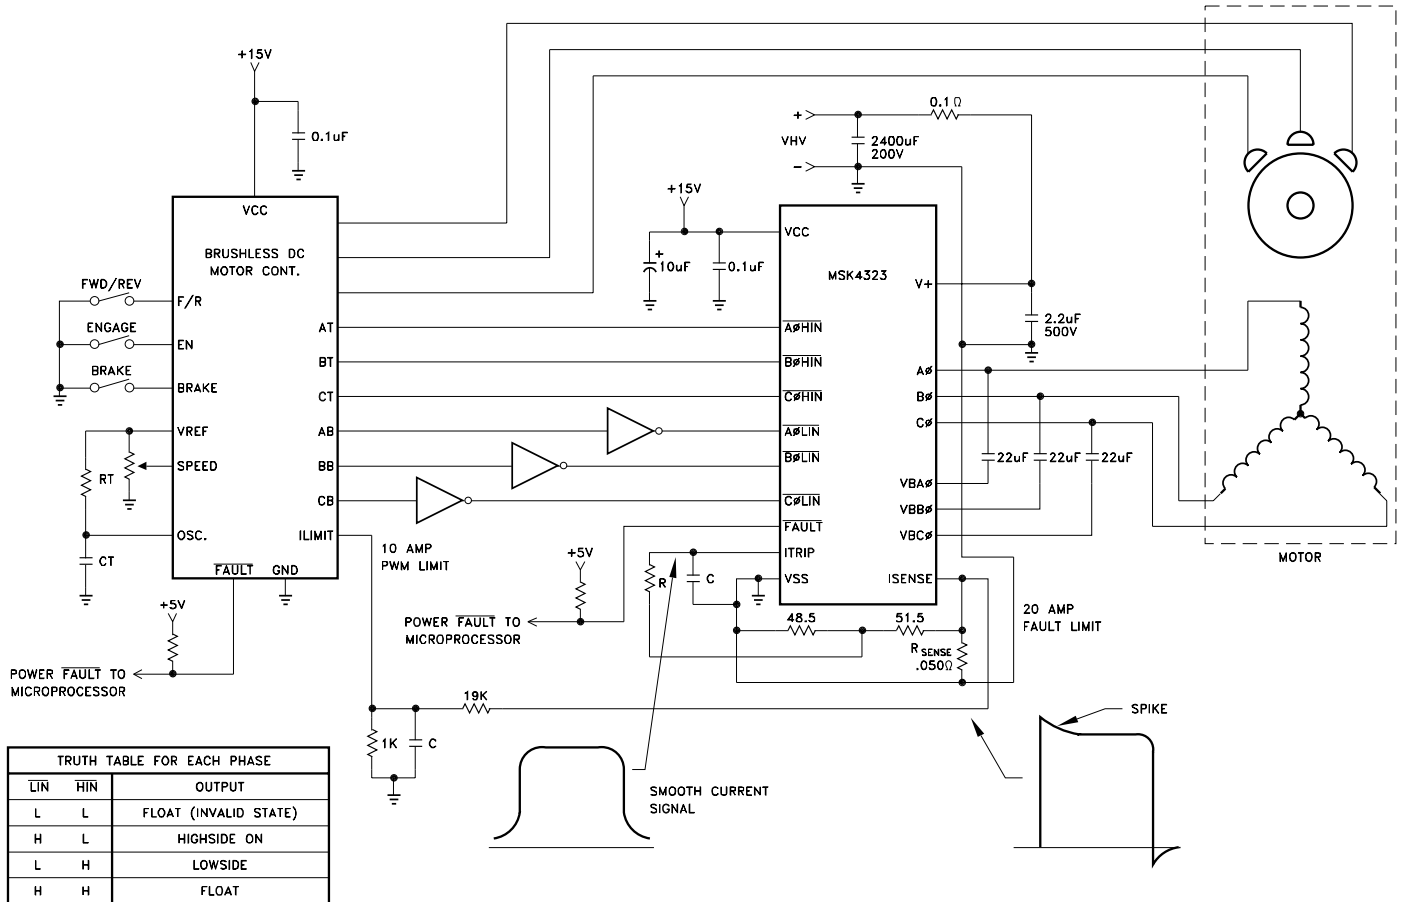 +15V
0.1uF
VCC
BRUSHLESS DC
MOTOR CONT.
FWD/REV
F/R
ENGAGE
EN
BRAKE
BRAKE
VREF
SPEED
RT
OSC.
CT
FAULT
GND
AT
BT
CT
AB
BB
CB
ILIMIT
10 AMP
PWM LIMIT
+5V
POWER FAULT TO
MICROPROCESSOR
+
VHV
-
2400uF
200V
0.1Ω
+15V
+
10uF
0.1uF
VCC
MSK4323
V+
2.2uF
500V
AøHIN
BøHIN
CøHIN
AøLIN
BøLIN
CøLIN
FAULT
ITRIP
VSS
Aø
Bø
Cø
VBAø
VBBø
VBCø
ISENSE
22uF
22uF
22uF
MOTOR
+5V
POWER FAULT TO
MICROPROCESSOR
R
C
48.5
51.5
R SENSE
.050Ω
20 AMP
FAULT LIMIT
19K
1K
C
SMOOTH CURRENT
SIGNAL
SPIKE
TRUTH TABLE FOR EACH PHASE
LIN HIN OUTPUT
L L FLOAT (INVALID STATE)
H L HIGHSIDE ON
L H LOWSIDE
H H FLOAT